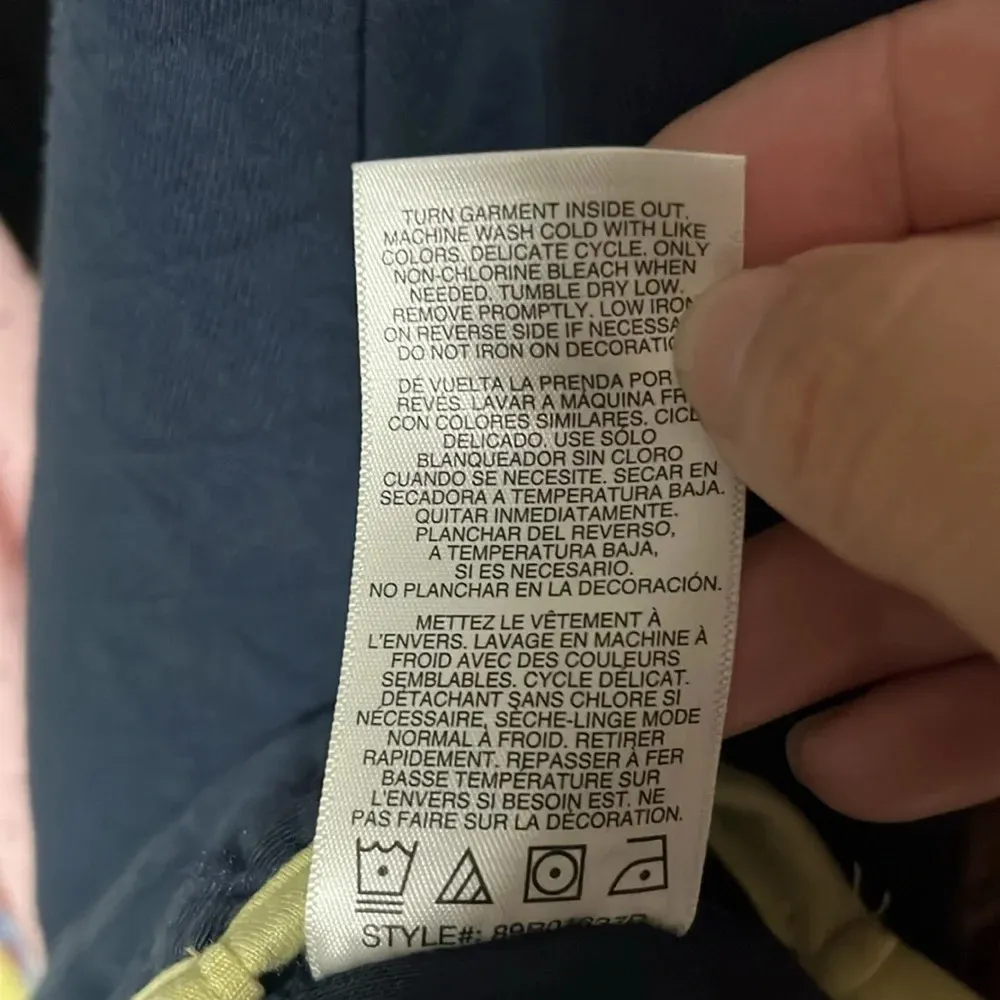 TURN GARMENT INSIDE OUT.
MACHINE WASH COLD WITH LIKE
COLORS. DELICATE CYCLE. ONLY
NON-CHLORINE BLEACH WHEN
NEEDED. TUMBLE DRY LOW.
REMOVE PROMPTLY. LOW IRON
ON REVERSE SIDE IF NECESSA
DO NOT IRON ON DECORATIO
DÉ VUELTA LA PRENDA POR
REVÉS. LAVAR A MÁQUINA FR
CON COLORES SIMILARES. CICL
DELICADO. USE SÓLO
BLANQUEADOR SIN CLORO
CUANDO SE NECESITE. SECAR EN
SECADORA A TEMPERATURA BAJA.
QUITAR INMEDIATAMENTE.
PLANCHAR DEL REVERSO,
A TEMPERATURA BAJA,
SI ES NECESARIO.
NO PLANCHAR EN LA DECORACIÓN.
METTEZ LE VÊTEMENT À
L'ENVERS. LAVAGE EN MACHINE À
FROID AVEC DES COULEURS
SEMBLABLES. CYCLE DÉLICAT.
DÉTACHANT SANS CHLORE SI
NÉCESSAIRE, SÈCHE-LINGE MODE
NORMAL À FROID. RETIRER
RAPIDEMENT. REPASSER À FER
BASSE TEMPÉRATURE SUR
L'ENVERS SI BESOIN EST. NE
PAS FAIRE SUR LA DÉCORATION.
STYLE#: